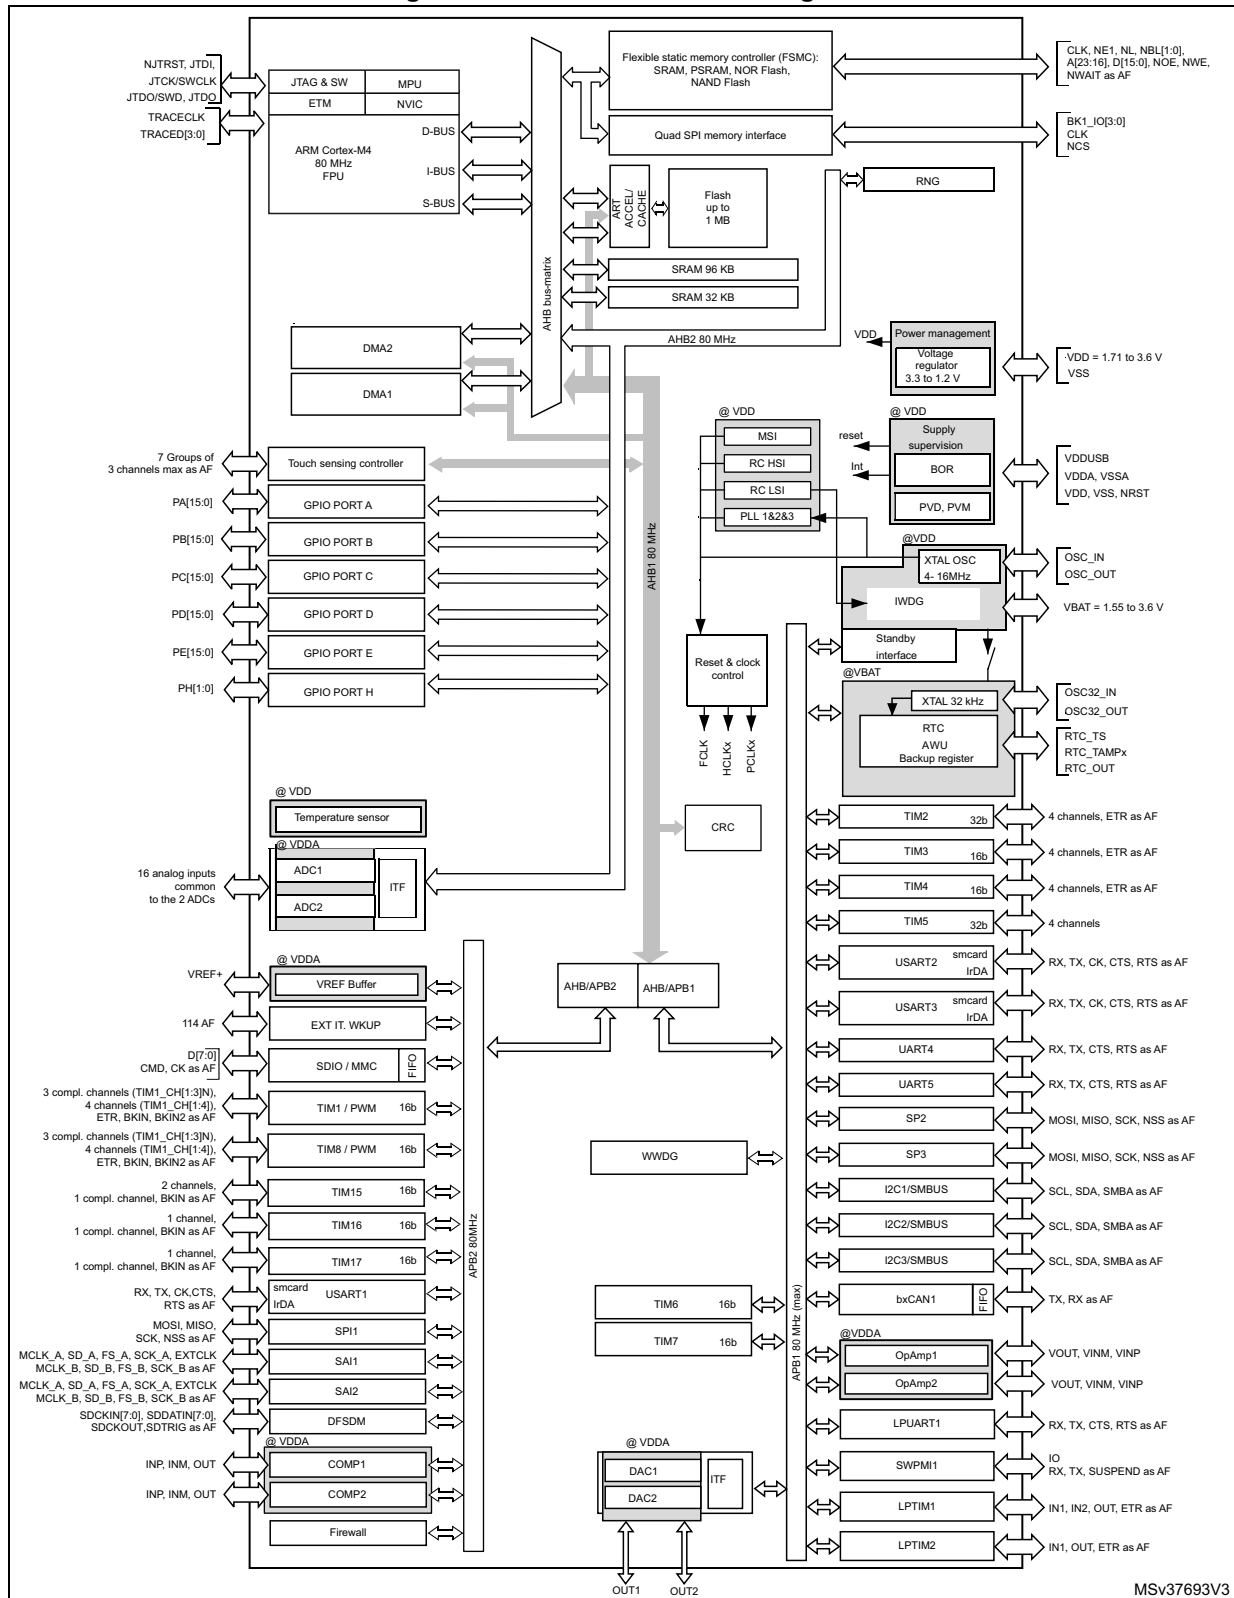 NJTRST, JTDI,
JTCK/SWCLK
JTDO/SWD, JTDO
TRACECLK
TRACED[3:0]
JTAG & SW
MPU
ETM
NVIC
ARM Cortex-M4
80 MHz
FPU
D-BUS
I-BUS
S-BUS
AHB bus-matrix
Flexible static memory controller (FSMC):
SRAM, PSRAM, NOR Flash,
NAND Flash
CLK, NE1, NL, NBL[1:0],
A[23:16], D[15:0], NOE, NWE,
NWAIT as AF
Quad SPI memory interface
BK1_IO[3:0]
CLK
NCS
ART
ACCEL/
CACHE
Flash
up to
1 MB
RNG
SRAM 96 KB
SRAM 32 KB
AHB2 80 MHz
DMA2
DMA1
VDD
Power management
Voltage
regulator
3.3 to 1.2 V
VDD = 1.71 to 3.6 V
VSS
@ VDD
MSI
RC HSI
RC LSI
PLL 1&2&3
@ VDD
reset
Int
Supply
supervision
BOR
PVD, PVM
VDDUSB
VDDA, VSSA
VDD, VSS, NRST
7 Groups of
3 channels max as AF
Touch sensing controller
PA[15:0]
GPIO PORT A
PB[15:0]
GPIO PORT B
PC[15:0]
GPIO PORT C
PD[15:0]
GPIO PORT D
PE[15:0]
GPIO PORT E
PH[1:0]
GPIO PORT H
AHB1 80 MHz
@VDD
XTAL OSC
4- 16MHz
IWDG
OSC_IN
OSC_OUT
VBAT = 1.55 to 3.6 V
Standby
interface
Reset & clock
control
FCLK
HCLKx
PCLKx
@VBAT
XTAL 32 kHz
RTC
AWU
Backup register
OSC32_IN
OSC32_OUT
RTC_TS
RTC_TAMPx
RTC_OUT
@ VDD
Temperature sensor
@ VDDA
16 analog inputs
common
to the 2 ADCs
ADC1
ADC2
ITF
CRC
AHB/APB2
AHB/APB1
@ VDDA
VREF+
VREF Buffer
114 AF
EXT IT. WKUP
D[7:0]
CMD, CK as AF
SDIO / MMC
FIFO
3 compl. channels (TIM1_CH[1:3]N),
4 channels (TIM1_CH[1:4]),
ETR, BKIN, BKIN2 as AF
TIM1 / PWM
16b
3 compl. channels (TIM1_CH[1:3]N),
4 channels (TIM1_CH[1:4]),
ETR, BKIN, BKIN2 as AF
TIM8 / PWM
16b
2 channels,
1 compl. channel, BKIN as AF
TIM15
16b
1 channel,
1 compl. channel, BKIN as AF
TIM16
16b
1 channel,
1 compl. channel, BKIN as AF
TIM17
16b
RX, TX, CK,CTS,
RTS as AF
smcard
IrDA
USART1
MOSI, MISO,
SCK, NSS as AF
SPI1
MCLK_A, SD_A, FS_A, SCK_A, EXTCLK
MCLK_B, SD_B, FS_B, SCK_B as AF
SAI1
MCLK_A, SD_A, FS_A, SCK_A, EXTCLK
MCLK_B, SD_B, FS_B, SCK_B as AF
SAI2
SDCKIN[7:0], SDDATIN[7:0],
SDCKOUT,SDTRIG as AF
DFSDM
@ VDDA
INP, INM, OUT
COMP1
INP, INM, OUT
COMP2
Firewall
APB2 80MHz
WWDG
TIM6
16b
TIM7
16b
@ VDDA
DAC1
DAC2
ITF
OUT1
OUT2
APB1 80 MHz (max)
TIM2
32b
4 channels, ETR as AF
TIM3
16b
4 channels, ETR as AF
TIM4
16b
4 channels, ETR as AF
TIM5
32b
4 channels
USART2
smcard
IrDA
RX, TX, CK, CTS, RTS as AF
USART3
smcard
IrDA
RX, TX, CK, CTS, RTS as AF
UART4
RX, TX, CTS, RTS as AF
UART5
RX, TX, CTS, RTS as AF
SP2
MOSI, MISO, SCK, NSS as AF
SP3
MOSI, MISO, SCK, NSS as AF
I2C1/SMBUS
SCL, SDA, SMBA as AF
I2C2/SMBUS
SCL, SDA, SMBA as AF
I2C3/SMBUS
SCL, SDA, SMBA as AF
bxCAN1
FIFO
TX, RX as AF
@VDDA
OpAmp1
VOUT, VINM, VINP
OpAmp2
VOUT, VINM, VINP
LPUART1
RX, TX, CTS, RTS as AF
SWPMI1
IO
RX, TX, SUSPEND as AF
LPTIM1
IN1, IN2, OUT, ETR as AF
LPTIM2
IN1, OUT, ETR as AF
MSv37693V3